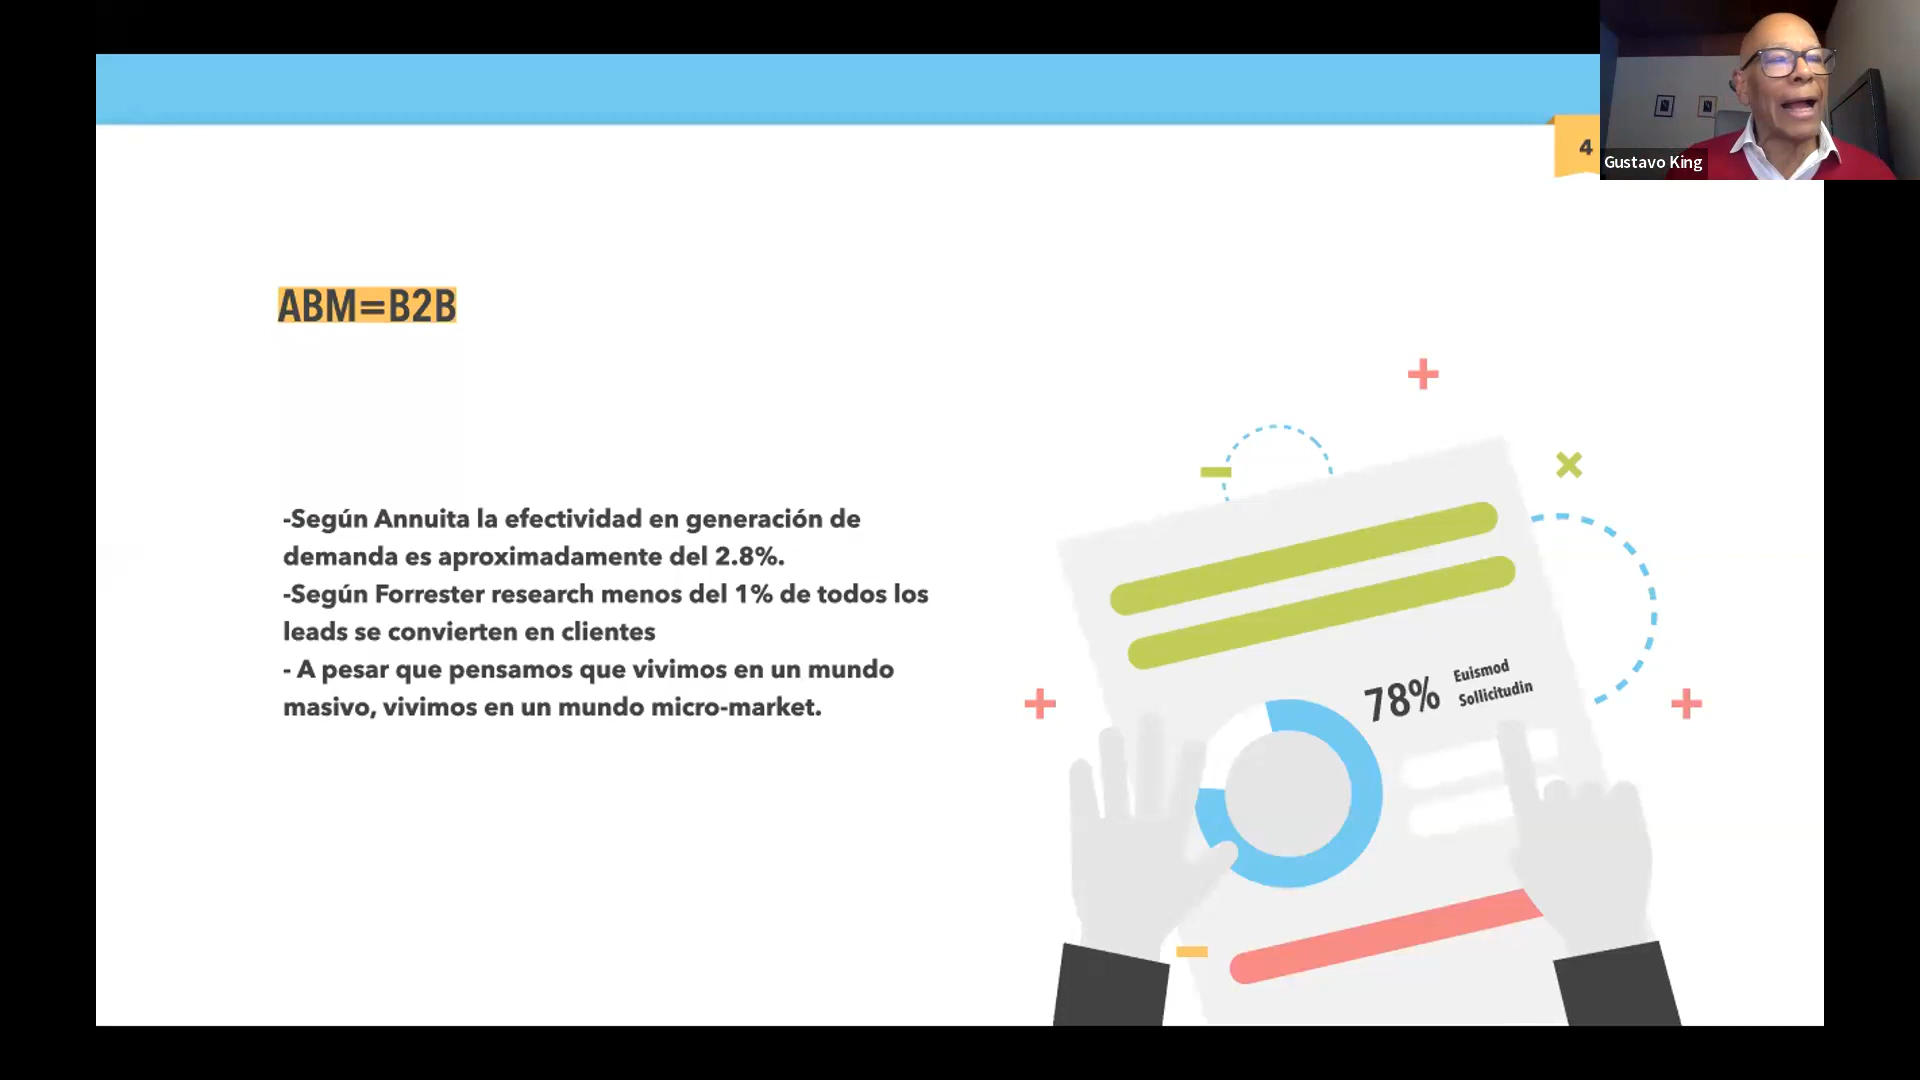 4
Gustavo King
ABM=B2B
-Según Annuita la efectividad en generación de
demanda es aproximadamente del 2.8%.
-Según Forrester research menos del 1% de todos los
leads se convierten en clientes
- A pesar que pensamos que vivimos en un mundo
masivo, vivimos en un mundo micro-market.
78% Euismod
Sollicitudin